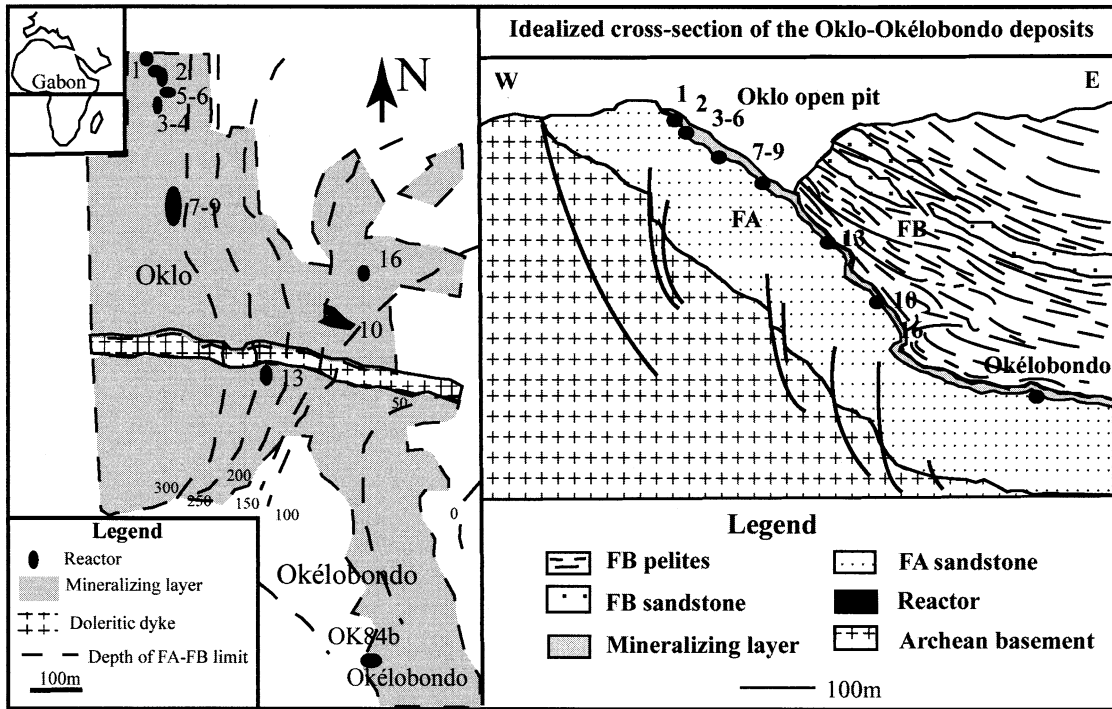 Gabon
N
1
2
5-6
3-4
7-9
Oklo
16
10
13
50
300
250
200
150
100
0
Okélobondo
OK84b
Okélobondo
Legend
Reactor
Mineralizing layer
Doleritic dyke
Depth of FA-FB limit
100m
Idealized cross-section of the Oklo-Okélobondo deposits
W
E
1
2
3-6
Oklo open pit
7-9
FA
FB
13
10
16
Okélobondo
Legend
FB pelites
FB sandstone
Mineralizing layer
FA sandstone
Reactor
Archean basement
100m